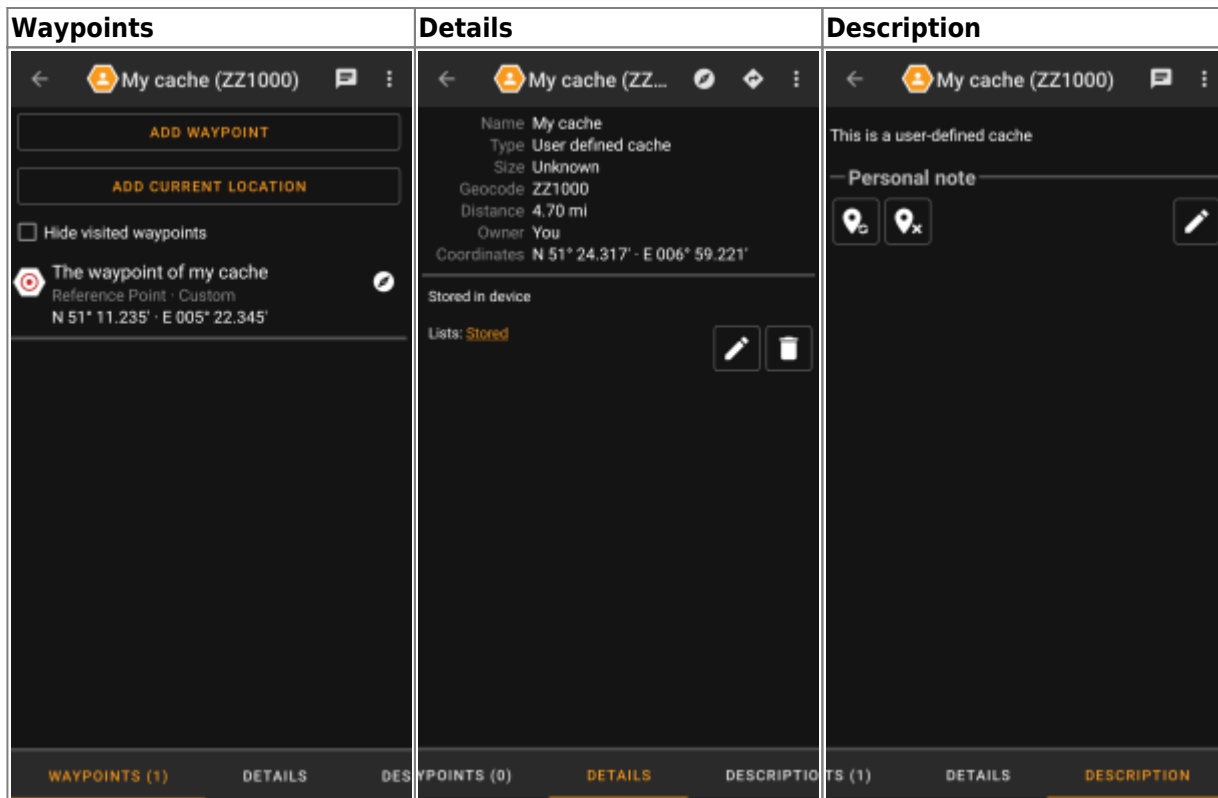 Waypoints
My cache (ZZ1000)
ADD WAYPOINT
ADD CURRENT LOCATION
Hide visited waypoints
The waypoint of my cache
Reference Point · Custom
N 51° 11.235' · E 005° 22.345'
WAYPOINTS (1) DETAILS DES
Details
My cache (ZZ...
Name My cache
Type User defined cache
Size Unknown
Geocode ZZ1000
Distance 4.70 mi
Owner You
Coordinates N 51° 24.317' · E 006° 59.221'
Stored in device
Lists: Stored
YPOINTS (0) DETAILS DESCRIPTIO
Description
My cache (ZZ1000)
This is a user-defined cache
Personal note
TS (1) DETAILS DESCRIPTION